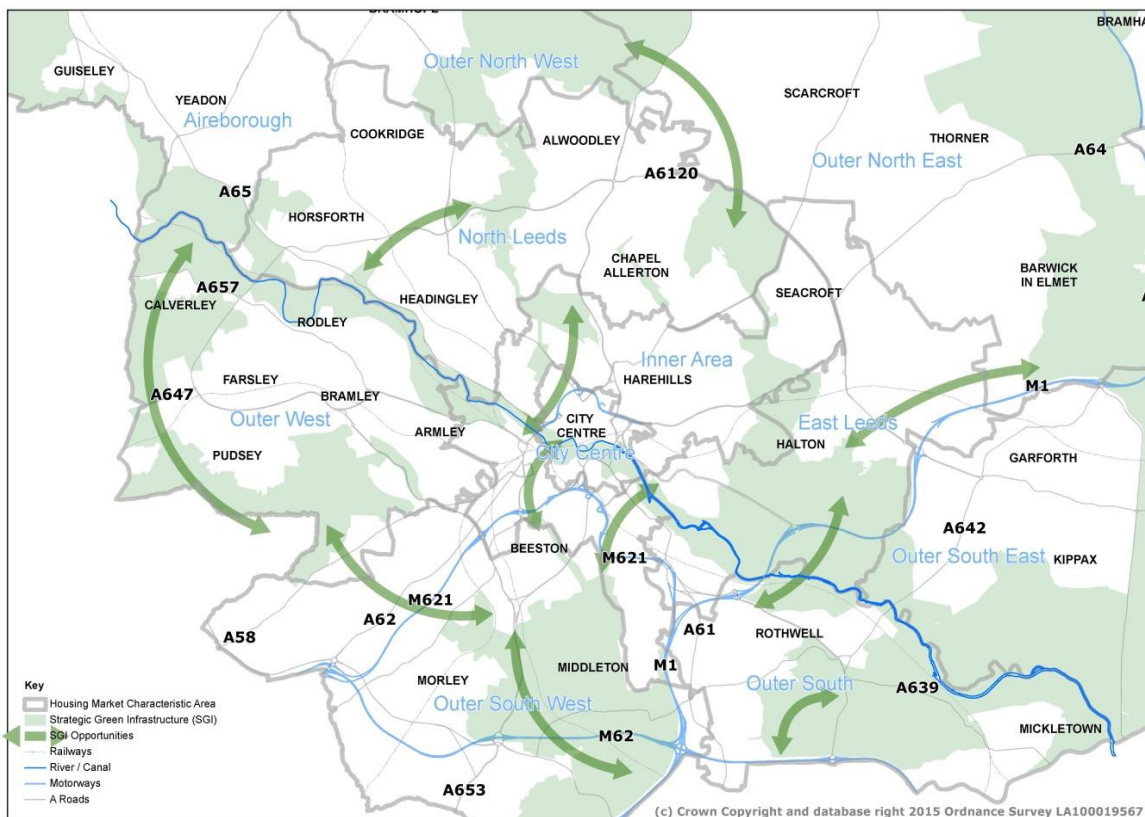 BRAMHOPE
BRAMHA
GUISELEY
Outer North West
YEADON
SCARCROFT
Aireborough
COOKRIDGE
ALWOODLEY
THORNER
A64
Outer North East
A6120
A65
HORSFORTH
North Leeds
CHAPEL
ALLERTON
BARWICK
IN ELMET
A657
SEACROFT
CALVERLEY
HEADINGLEY
RODLEY
Inner Area
FARSLEY
HAREHILLS
M1
A647
BRAMLEY
Outer West
ARMLEY
CITY
CENTRE
East Leeds
HALTON
City Centre
PUDSEY
GARFORTH
A642
BEESTON
M621
Outer South East
KIPPAX
M621
A62
A58
A61
ROTHWELL
MIDDLETON
M1
MORLEY
Outer South
A639
Outer South West
MICKLETOWN
M62
A653
Key
Housing Market Characteristic Area
Strategic Green Infrastructure (SGI)
SGI Opportunities
Railways
River / Canal
Motorways
A Roads
(c) Crown Copyright and database right 2015 Ordnance Survey LA100019567